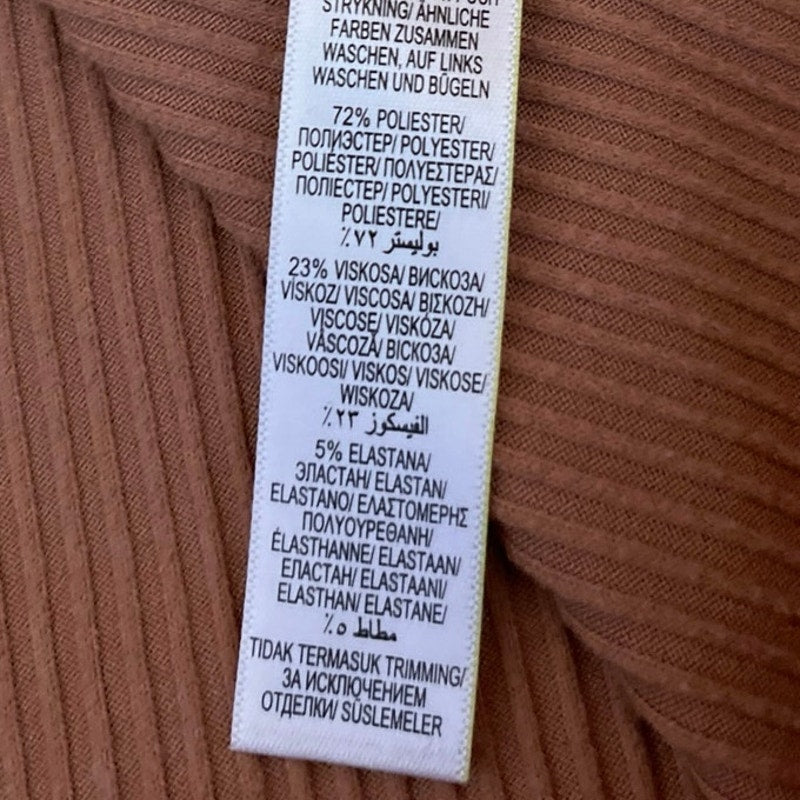 STRYKNING/ ÄHNLICHE
FARBEN ZUSAMMEN
WASCHEN, AUF LINKS
WASCHEN UND BÜGELN
72% POLIESTER/
ПОЛИЭСТЕР/ POLYESTER/
POLIÉSTER/ ΠΟΛΥΕΣΤΕΡΑΣ/
ПОЛІЕСТЕР/ POLYESTERI/
POLIESTERE/
بوليستر ٧٢٪
23% VISKOSA/ ВИСКОЗА/
VİSKOZ/ VISCOSA/ ΒΙΣΚΟΖΗ/
VISCOSE/ VISKÓZA/
VÂSCOZÃ/ ВІСКОЗА/
VISKOOSI/ VISKOS/ VISKOSE/
WISKOZA/
الفيسكوز ٢٣٪
5% ELASTANA/
ЭЛАСТАН/ ELASTAN/
ELASTANO/ ΕΛΑΣΤΟΜΕΡΗΣ
ΠΟΛΥΟΥΡΕΘΑΝΗ/
ÉLASTHANNE/ ELASTAAN/
ЕЛАСТАН/ ELASTAANI/
ELASTHAN/ ELASTANE/
مطاط ٥٪
TIDAK TERMASUK TRIMMING/
ЗА ИСКЛЮЧЕНИЕМ
ОТДЕЛКИ/ SÜSLEMELER